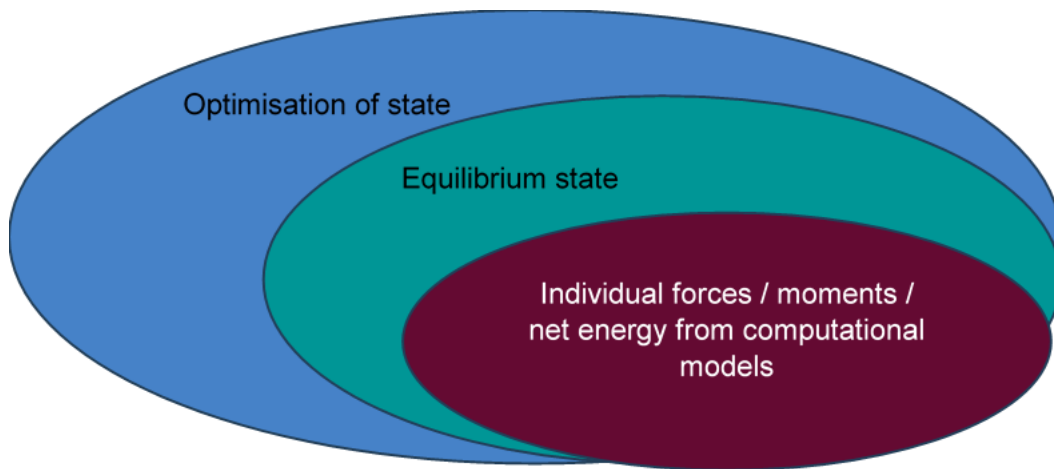 Optimisation of state
Equilibrium state
Individual forces / moments /
net energy from computational
models